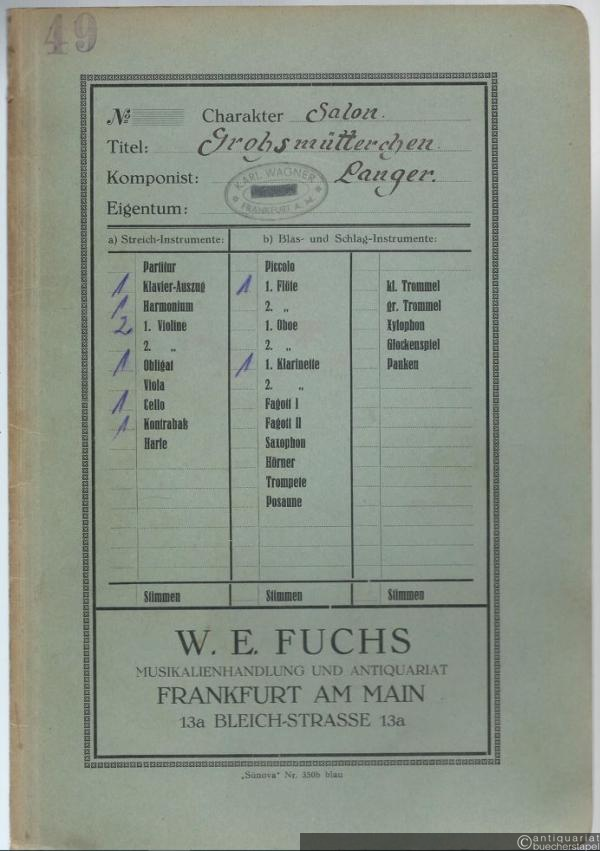 49
№ Charakter Salon.
Titel: Grohsmütterchen.
Komponist: Langer.
KARL WAGNER
FRANKFURT A. M.
Eigentum:
a) Streich-Instrumente: b) Blas- und Schlag-Instrumente:
Partitur
1 Klavier-Auszug
1 Harmonium
2 1. Violine
2. „
1 Obligat
Viola
1 Cello
1 Kontrabaß
Harfe
Stimmen
Piccolo
1 1. Flöte
2. „
1. Oboe
2. „
1 1. Klarinette
2. „
Fagott I
Fagott II
Saxophon
Hörner
Trompete
Posaune
Stimmen
kl. Trommel
gr. Trommel
Xylophon
Glockenspiel
Pauken
Stimmen
W. E. FUCHS
MUSIKALIENHANDLUNG UND ANTIQUARIAT
FRANKFURT AM MAIN
13a BLEICH-STRASSE 13a
„Sünova“ Nr. 350b blau
antiquariat
buecherstapel